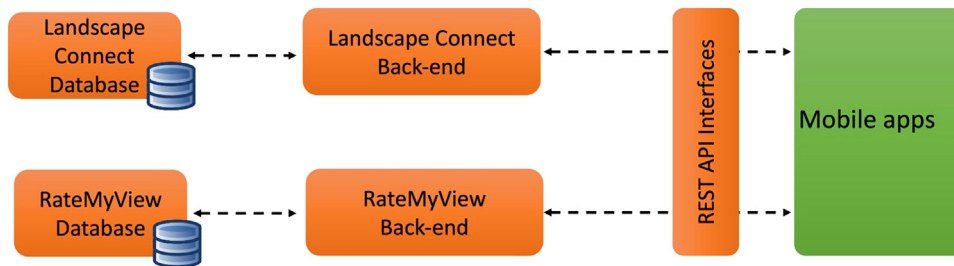 Landscape
Connect
Database
Landscape Connect
Back-end
REST API Interfaces
Mobile apps
RateMyView
Database
RateMyView
Back-end